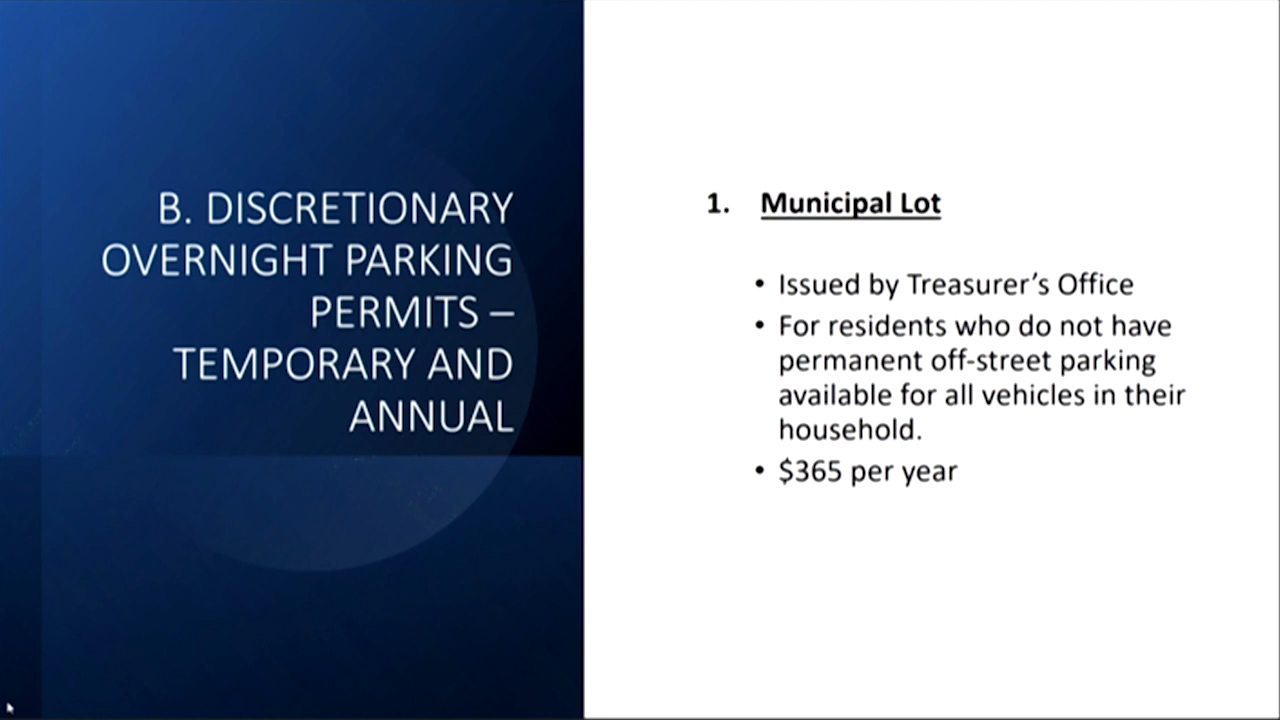 B. DISCRETIONARY
OVERNIGHT PARKING
PERMITS –
TEMPORARY AND
ANNUAL
1. Municipal Lot
• Issued by Treasurer’s Office
• For residents who do not have
permanent off-street parking
available for all vehicles in their
household.
• $365 per year